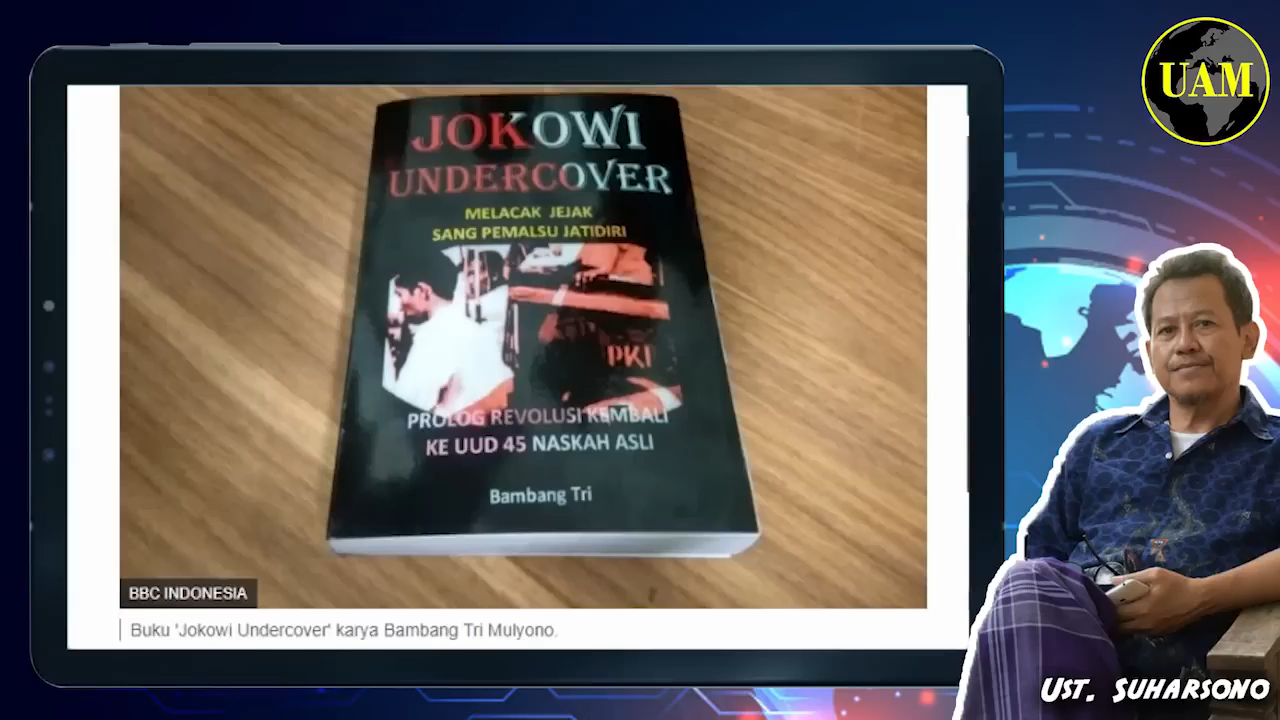 UAM
JOKOWI
UNDERCOVER
MELACAK JEJAK
SANG PEMALSU JATIDIRI
PKI
PROLOG REVOLUSI KEMBALI
KE UUD 45 NASKAH ASLI
Bambang Tri
BBC INDONESIA
Buku 'Jokowi Undercover' karya Bambang Tri Mulyono.
UST. SUHARSONO